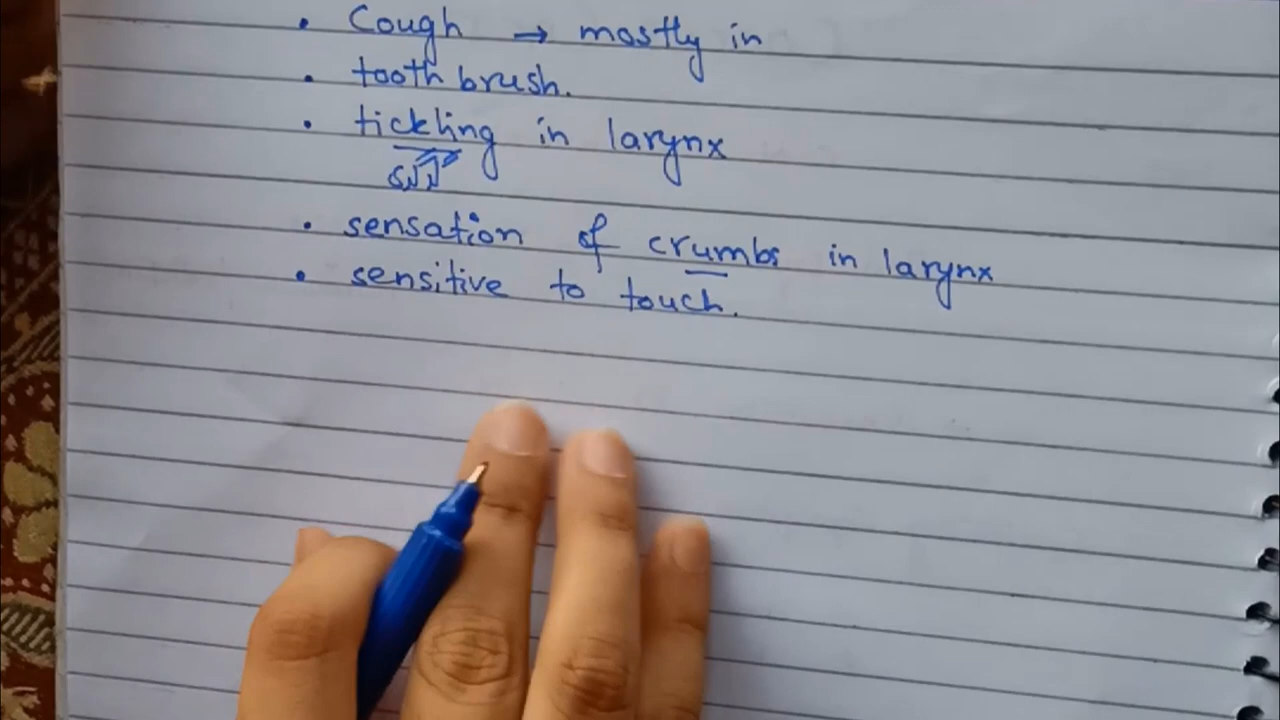 • Cough → mostly in
• tooth brush.
• tickling in larynx
• sensation of crumbs in larynx
• sensitive to touch.